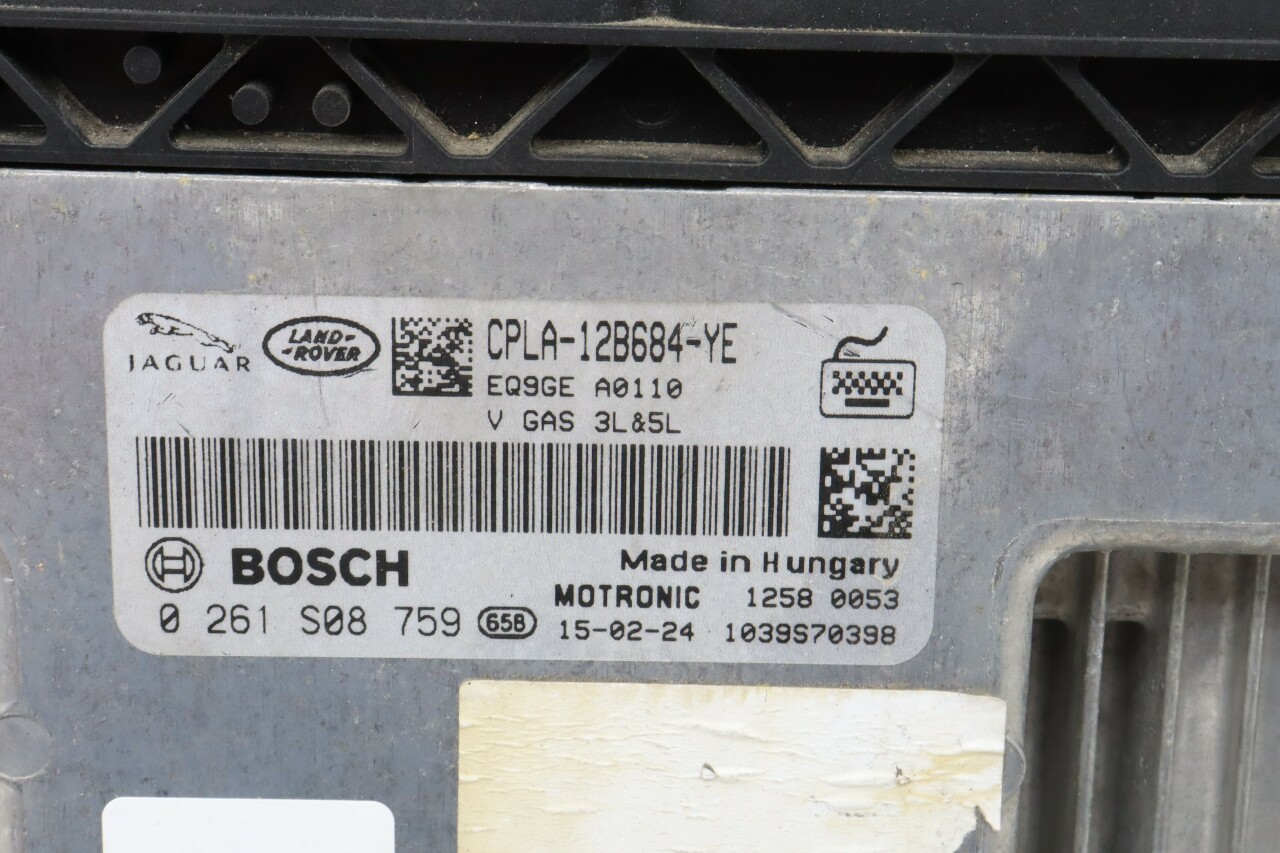 JAGUAR
LAND-
-ROVER
CPLA-12B684-YE
EQ9GE A0110
V GAS 3L&5L
BOSCH
Made in Hungary
MOTRONIC 1258 0053
0 261 S08 759 65B 15-02-24 1039S70398